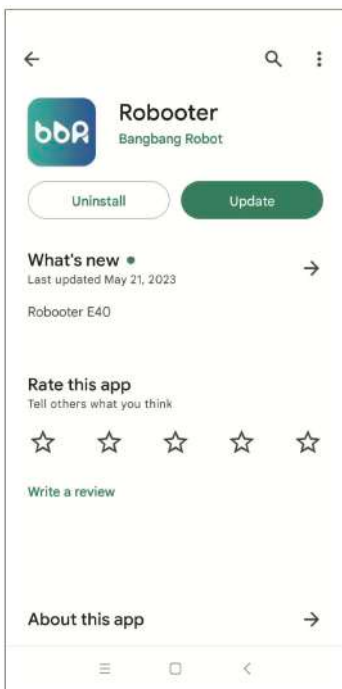 bbR
Robooter
Bangbang Robot
Uninstall
Update
What's new
Last updated May 21, 2023
Robooter E40
Rate this app
Tell others what you think
Write a review
About this app